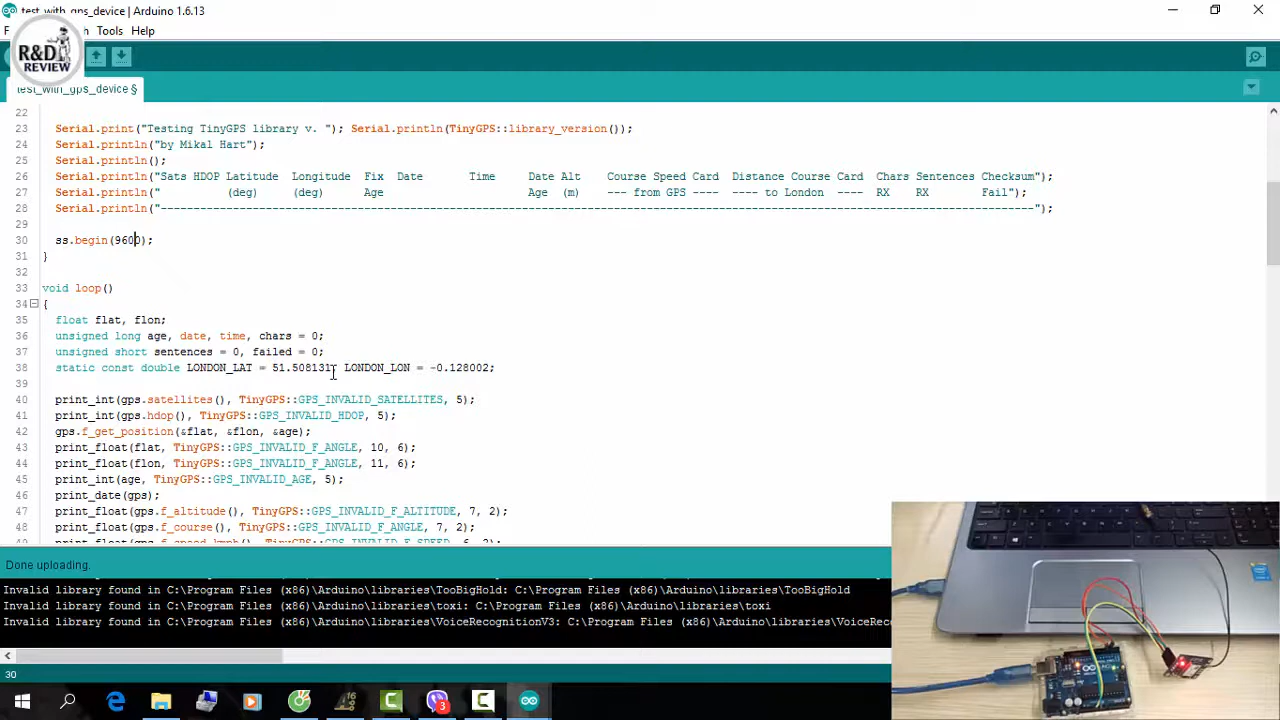 test_with_gps_device | Arduino 1.6.13
Tools Help
R&D
REVIEW
test_with_gps_device §
22
23 Serial.print("Testing TinyGPS library v. "); Serial.println(TinyGPS::library_version());
24 Serial.println("by Mikal Hart");
25 Serial.println();
26 Serial.println("Sats HDOP Latitude Longitude Fix Date Time Date Alt Course Speed Card Distance Course Card Chars Sentences Checksum");
27 Serial.println(" (deg) (deg) Age Age (m) --- from GPS ---- ---- to London ---- RX RX Fail");
28 Serial.println("-------------------------------------------------------------------------------------------------------------------------------------");
29
30 ss.begin(9600);
31 }
32
33 void loop()
34 {
35 float flat, flon;
36 unsigned long age, date, time, chars = 0;
37 unsigned short sentences = 0, failed = 0;
38 static const double LONDON_LAT = 51.508131, LONDON_LON = -0.128002;
39
40 print_int(gps.satellites(), TinyGPS::GPS_INVALID_SATELLITES, 5);
41 print_int(gps.hdop(), TinyGPS::GPS_INVALID_HDOP, 5);
42 gps.f_get_position(&flat, &flon, &age);
43 print_float(flat, TinyGPS::GPS_INVALID_F_ANGLE, 10, 6);
44 print_float(flon, TinyGPS::GPS_INVALID_F_ANGLE, 11, 6);
45 print_int(age, TinyGPS::GPS_INVALID_AGE, 5);
46 print_date(gps);
47 print_float(gps.f_altitude(), TinyGPS::GPS_INVALID_F_ALTITUDE, 7, 2);
48 print_float(gps.f_course(), TinyGPS::GPS_INVALID_F_ANGLE, 7, 2);
49 print_float(gps.f_speed_kmph(), TinyGPS::GPS_INVALID_F_SPEED, 6, 2);
Done uploading.
Invalid library found in C:\Program Files (x86)\Arduino\libraries\TooBigHold: C:\Program Files (x86)\Arduino\libraries\TooBigHold
Invalid library found in C:\Program Files (x86)\Arduino\libraries\toxi: C:\Program Files (x86)\Arduino\libraries\toxi
Invalid library found in C:\Program Files (x86)\Arduino\libraries\VoiceRecognitionV3: C:\Program Files (x86)\Arduino\libraries\VoiceReco
30
16
3